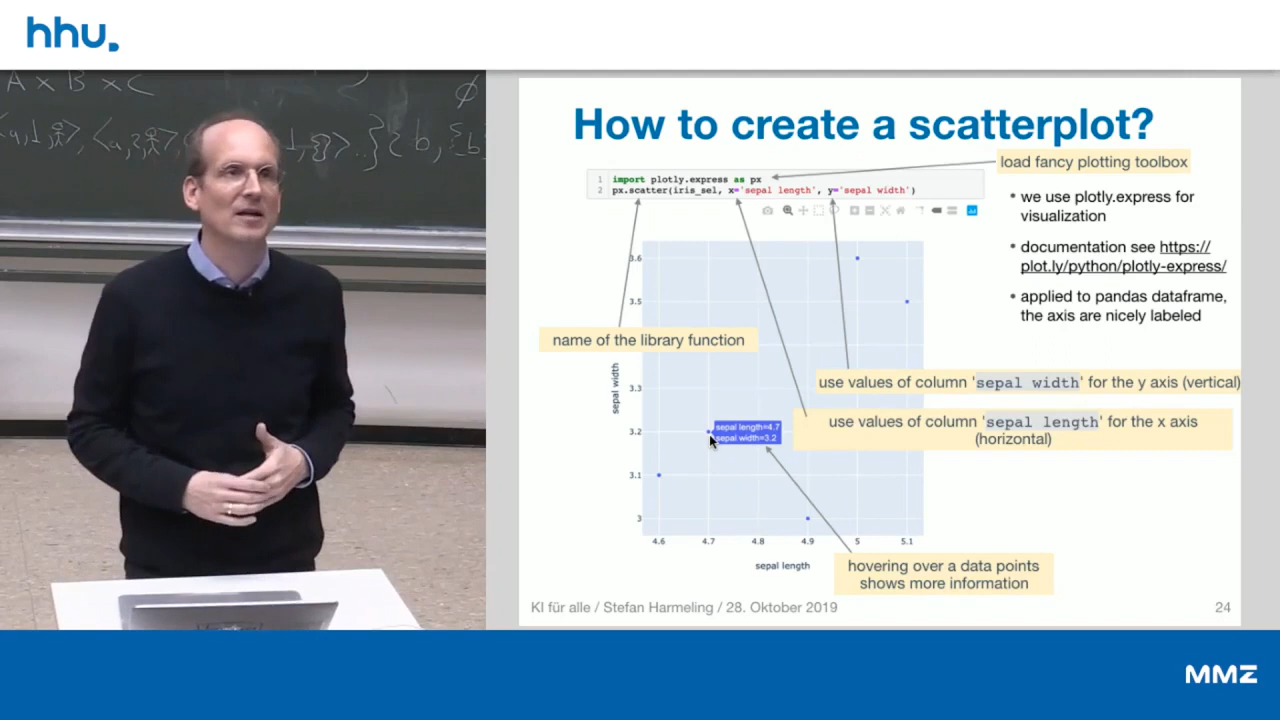 hhu.
A x B x C
How to create a scatterplot?
load fancy plotting toolbox
1 import plotly.express as px
2 px.scatter(iris_sel, x='sepal length', y='sepal width')
• we use plotly.express for
visualization
• documentation see https://
plot.ly/python/plotly-express/
• applied to pandas dataframe,
the axis are nicely labeled
3.6
3.5
name of the library function
sepal width
3.3
use values of column 'sepal width' for the y axis (vertical)
use values of column 'sepal length' for the x axis
(horizontal)
3.2
sepal length=4.7
sepal width=3.2
3.1
3
4.6 4.7 4.8 4.9 5 5.1
sepal length
hovering over a data points
shows more information
KI für alle / Stefan Harmeling / 28. Oktober 2019
24
MMZ